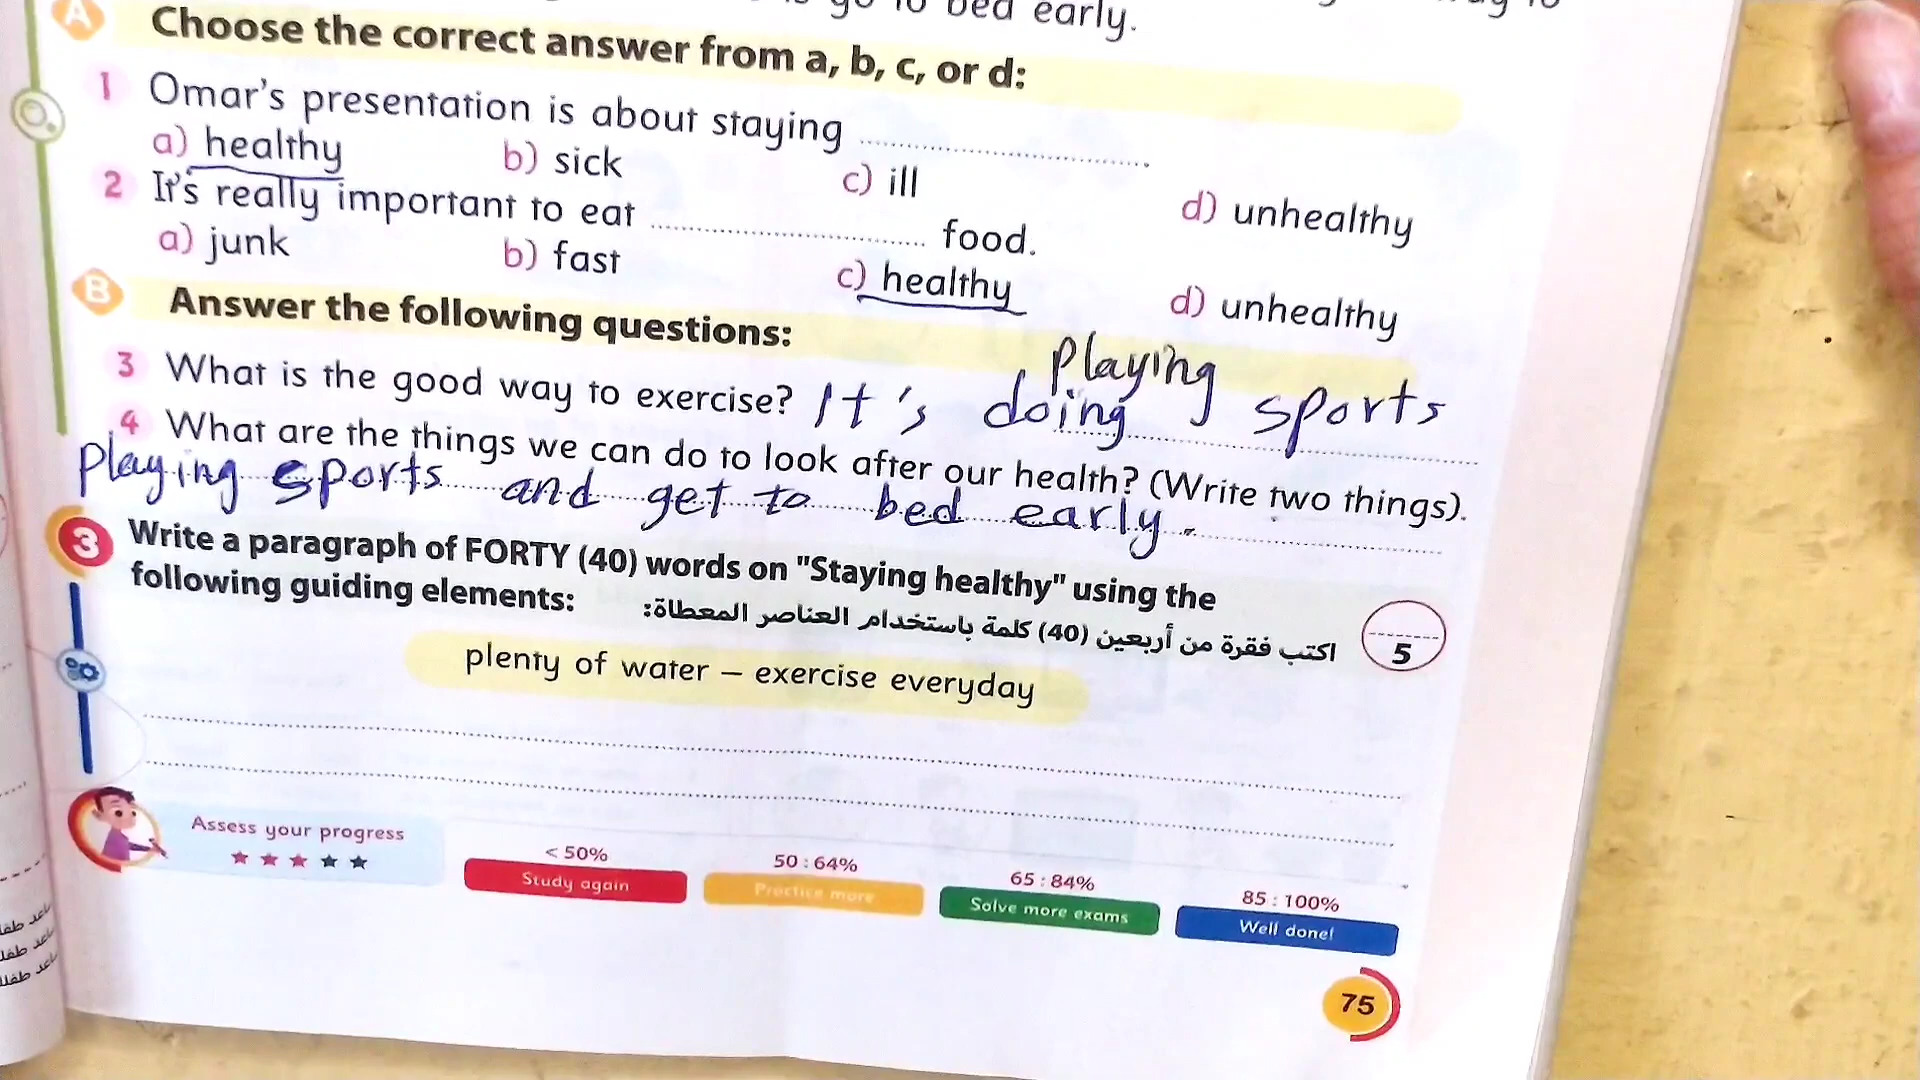 go to bed early.
A
Choose the correct answer from a, b, c, or d:
1 Omar's presentation is about staying ........................
a) healthy b) sick c) ill d) unhealthy
2 It's really important to eat ........................ food.
a) junk b) fast c) healthy d) unhealthy
B Answer the following questions:
playing
3 What is the good way to exercise? It's doing sports
4 What are the things we can do to look after our health? (Write two things).
playing sports and get to bed early.
3 Write a paragraph of FORTY (40) words on "Staying healthy" using the
following guiding elements:
اكتب فقرة من أربعين (40) كلمة باستخدام العناصر المعطاة:
5
plenty of water – exercise everyday
Assess your progress
< 50%
Study again
50 : 64%
Practice more
65 : 84%
Solve more exams
85 : 100%
Well done!
75